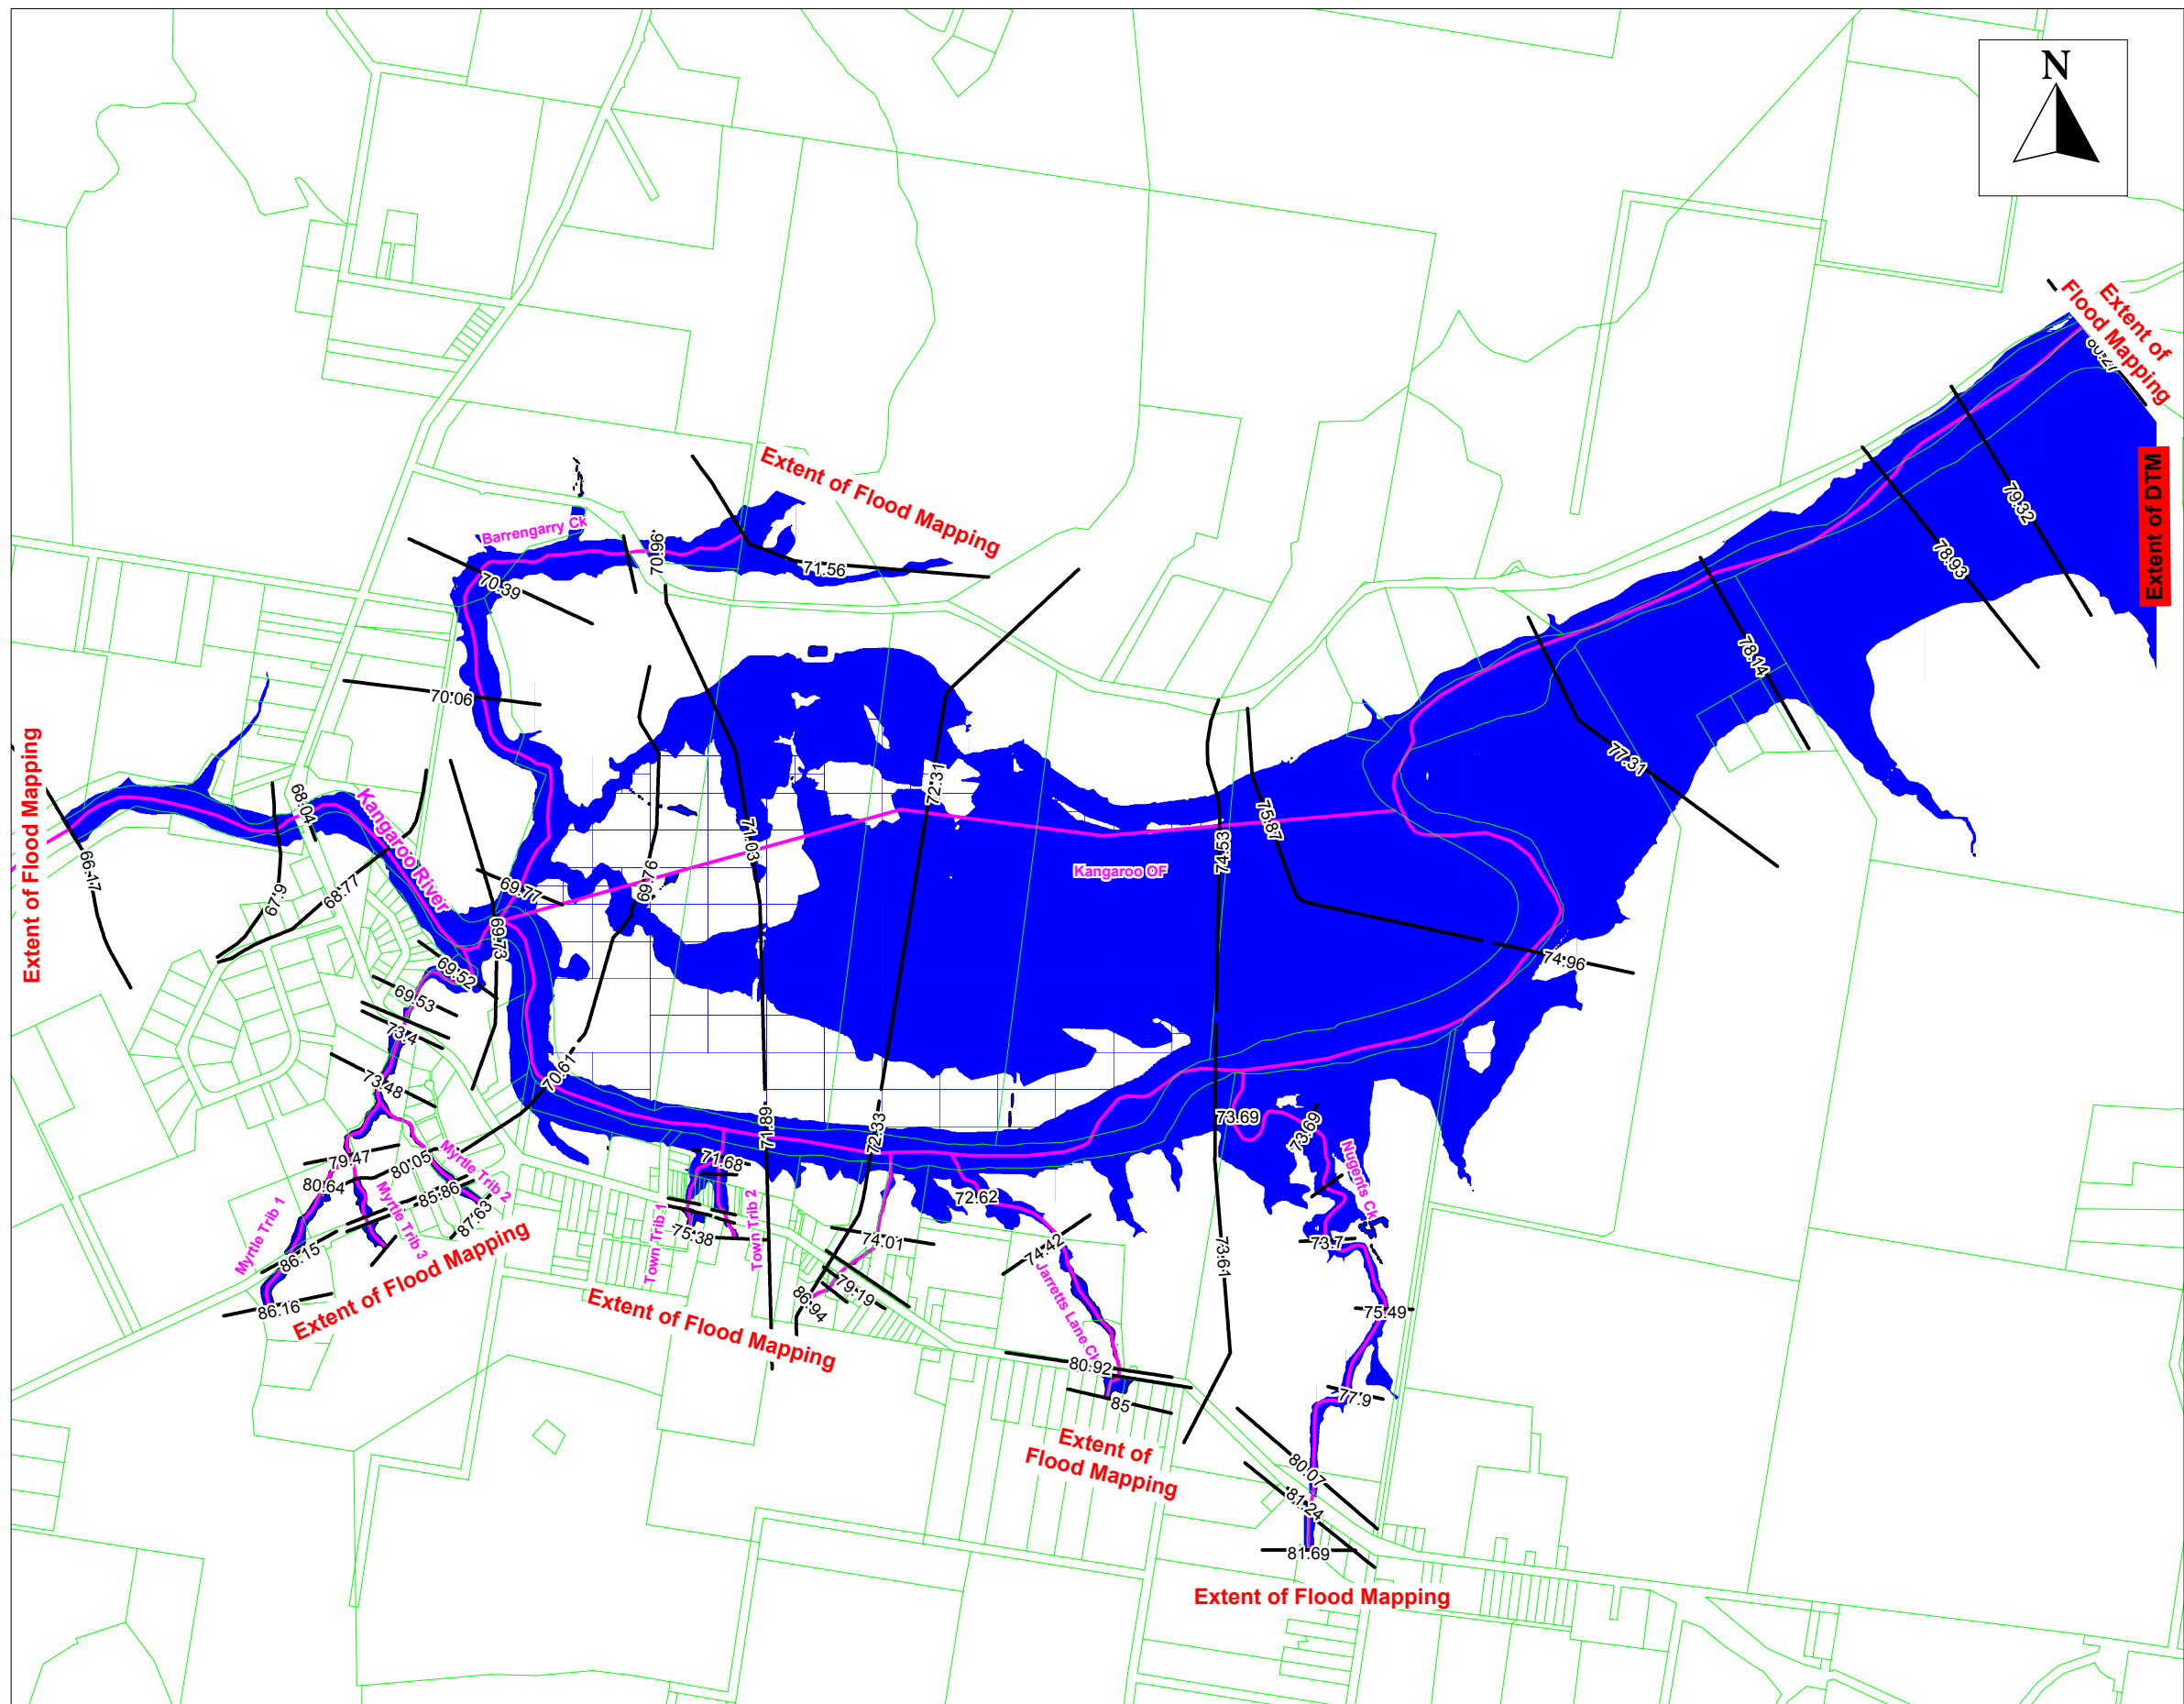 N
Extent of
Flood Mapping
79.32
Extent of DTM
78.93
78.14
77.31
Extent of Flood Mapping
Barrengarry Ck
70.96
71.56
70.39
70.06
Extent of Flood Mapping
66.17
68.04
67.9
68.77
Kangaroo River
72.31
71.03
69.76
69.77
69.73
74.53
75.87
Kangaroo OF
74.96
69.52
69.53
73.4
73.48
70.61
71.89
72.33
73.69
73.69
Nugents Ck
71.68
79.47
80.05
Myrtle Trib 2
80.64
85.86
Myrtle Trib 1
Myrtle Trib 3
87.63
86.15
86.16
Extent of Flood Mapping
Town Trib 1
75.38
Town Trib 2
72.62
74.01
74.42
79.19
86.94
Jarretts Lane Ck
73.61
73.7
75.49
77.9
Extent of Flood Mapping
80.92
85
Extent of
Flood Mapping
80.07
81.24
81.69
Extent of Flood Mapping